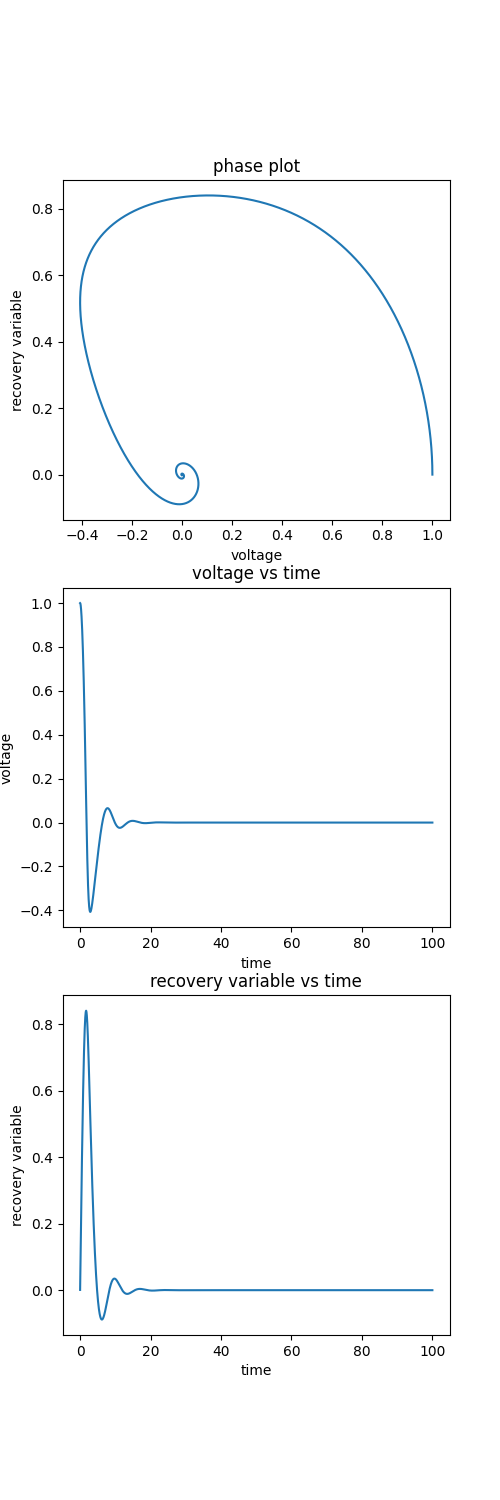 phase plot
0.8
0.6
0.4
0.2
0.0
recovery variable
−0.4 −0.2 0.0 0.2 0.4 0.6 0.8 1.0
voltage
voltage vs time
1.0
0.8
0.6
0.4
0.2
0.0
−0.2
−0.4
voltage
0 20 40 60 80 100
time
recovery variable vs time
0.8
0.6
0.4
0.2
0.0
recovery variable
0 20 40 60 80 100
time